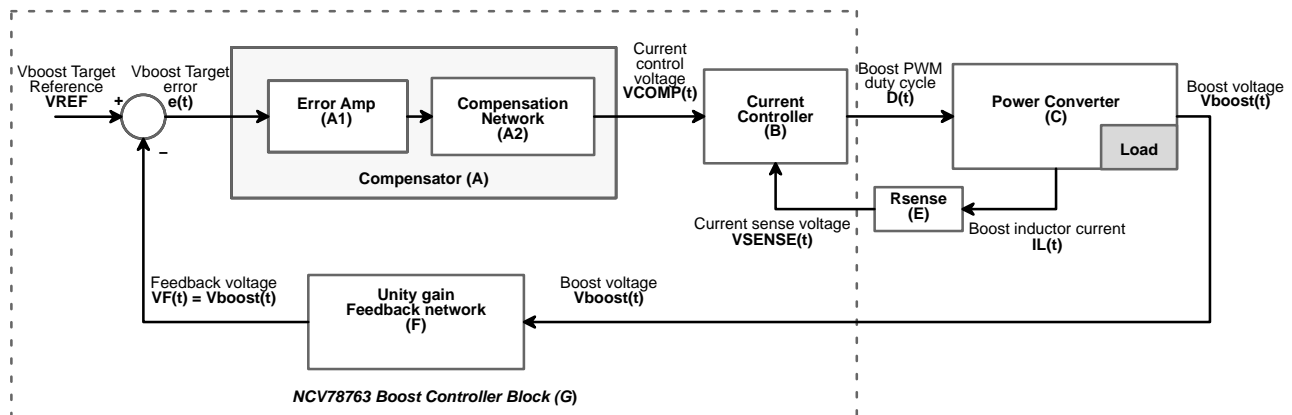 Vboost Target
Reference
VREF
+
−
Vboost Target
error
e(t)
Error Amp
(A1)
Compensation
Network
(A2)
Compensator (A)
Current
control
voltage
VCOMP(t)
Current
Controller
(B)
Boost PWM
duty cycle
D(t)
Power Converter
(C)
Load
Boost voltage
Vboost(t)
Rsense
(E)
Current sense voltage
VSENSE(t)
Boost inductor current
IL(t)
Feedback voltage
VF(t) = Vboost(t)
Unity gain
Feedback network
(F)
Boost voltage
Vboost(t)
NCV78763 Boost Controller Block (G)